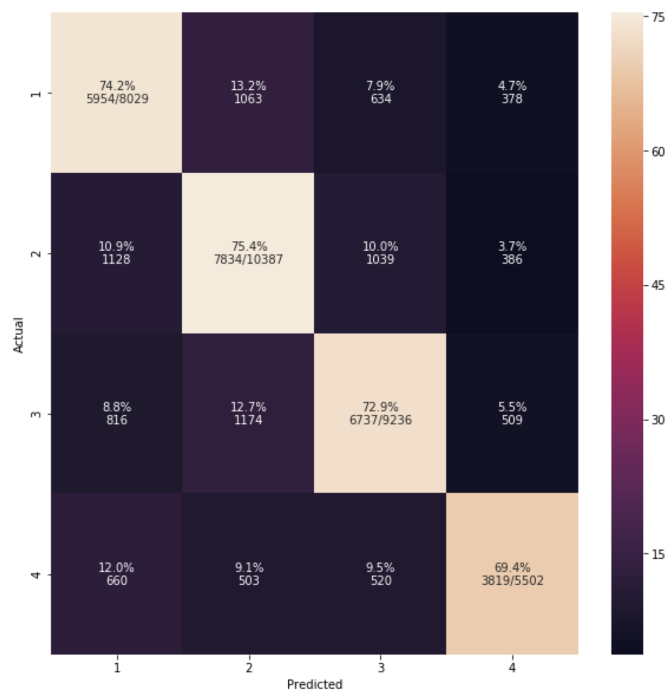 74.2% 13.2% 7.9% 4.7%
5954/8029 1063 634 378
1
10.9% 75.4% 10.0% 3.7%
1128 7834/10387 1039 386
2
8.8% 12.7% 72.9% 5.5%
816 1174 6737/9236 509
3
12.0% 9.1% 9.5% 69.4%
660 503 520 3819/5502
4
Actual
1 2 3 4
Predicted
75
60
45
30
15